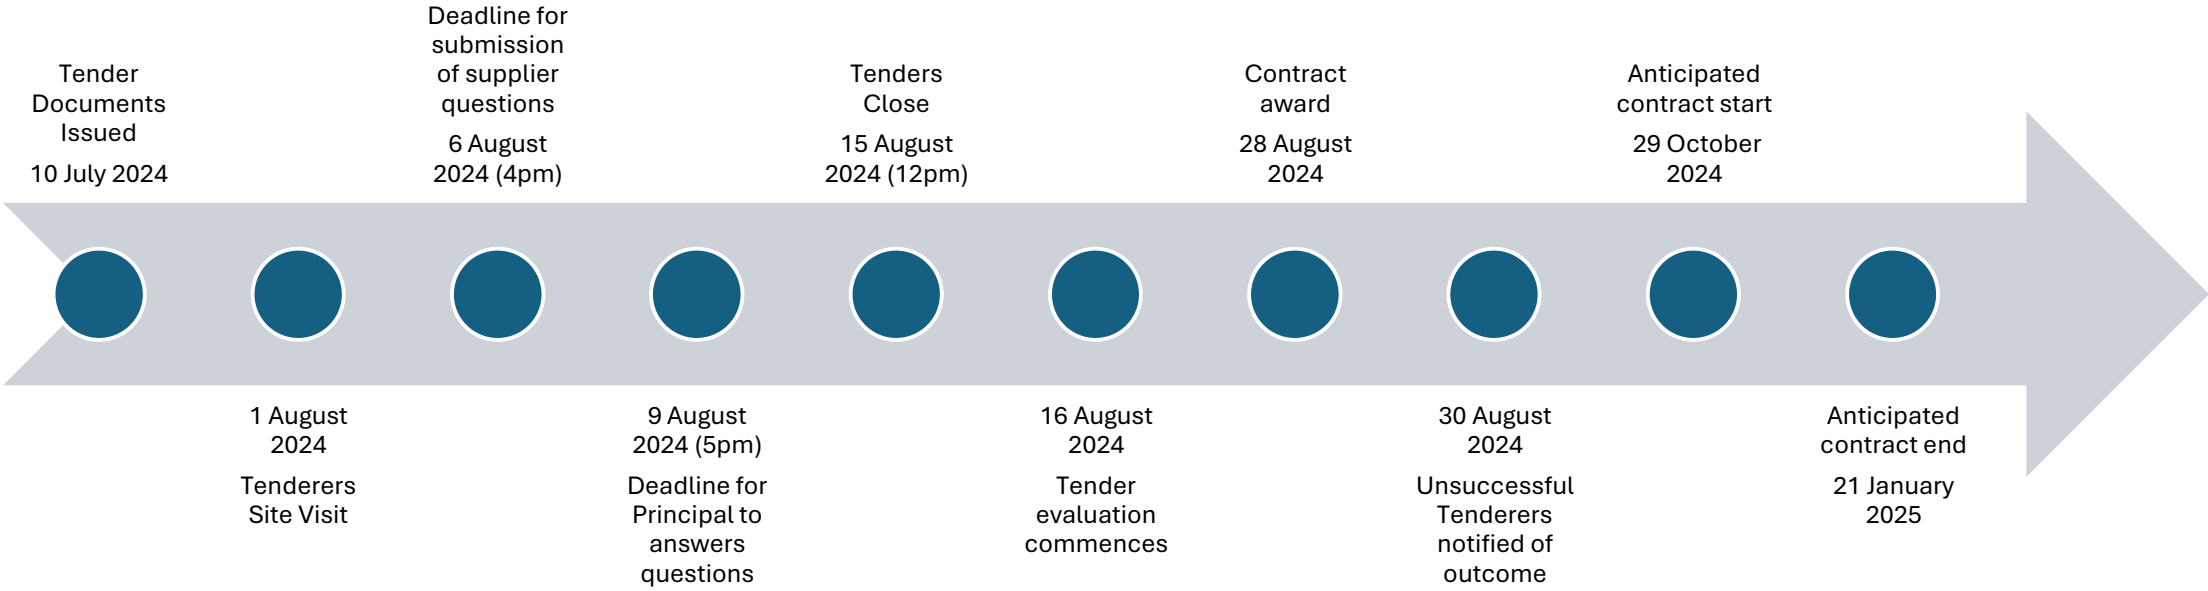 Tender
Documents
Issued
10 July 2024
1 August
2024
Tenderers
Site Visit
Deadline for
submission
of supplier
questions
6 August
2024 (4pm)
9 August
2024 (5pm)
Deadline for
Principal to
answers
questions
Tenders
Close
15 August
2024 (12pm)
16 August
2024
Tender
evaluation
commences
Contract
award
28 August
2024
30 August
2024
Unsuccessful
Tenderers
notified of
outcome
Anticipated
contract start
29 October
2024
Anticipated
contract end
21 January
2025